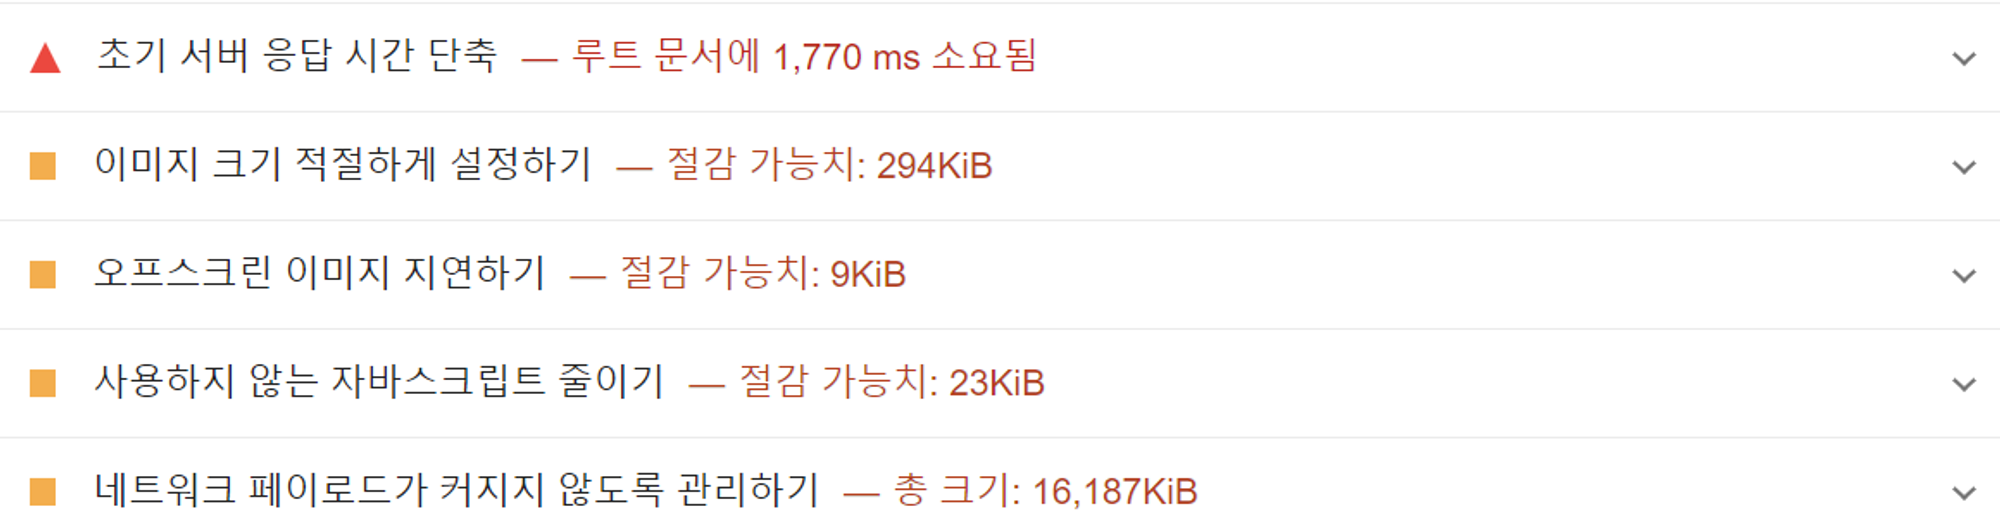 초기 서버 응답 시간 단축 — 루트 문서에 1,770 ms 소요됨
이미지 크기 적절하게 설정하기 — 절감 가능치: 294KiB
오프스크린 이미지 지연하기 — 절감 가능치: 9KiB
사용하지 않는 자바스크립트 줄이기 — 절감 가능치: 23KiB
네트워크 페이로드가 커지지 않도록 관리하기 — 총 크기: 16,187KiB